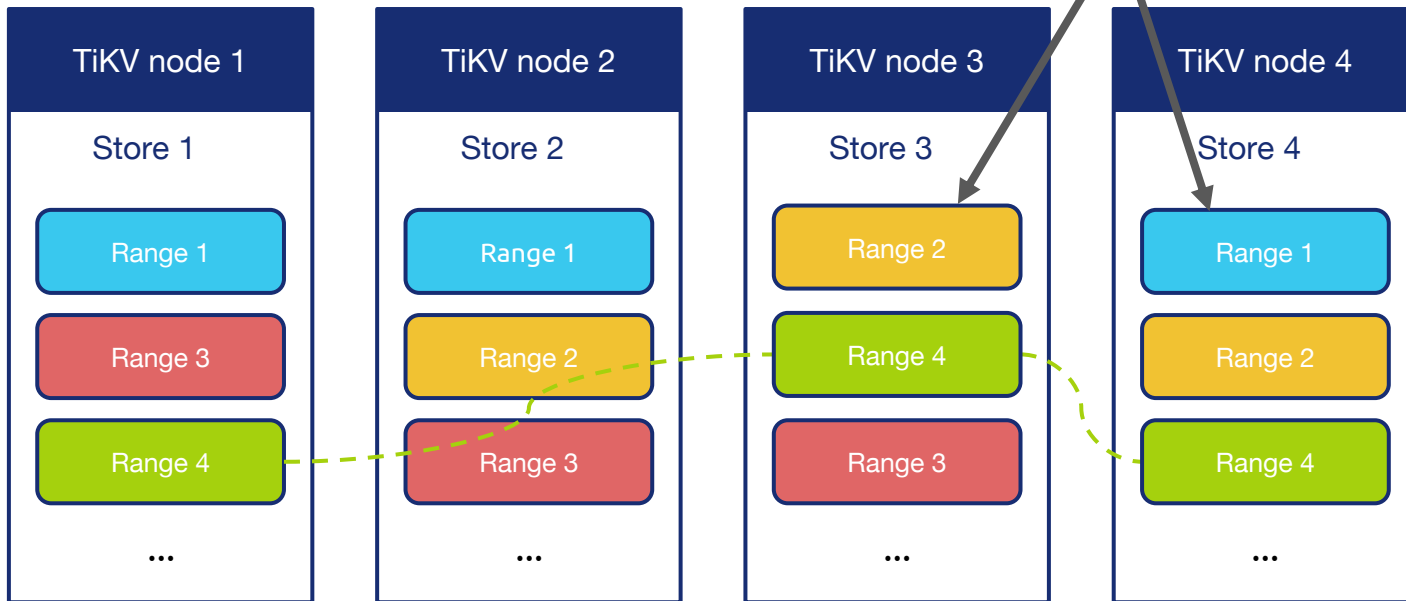 TiKV node 1
Store 1
Range 1
Range 3
Range 4
...
TiKV node 2
Store 2
Range 1
Range 2
Range 3
...
TiKV node 3
Store 3
Range 2
Range 4
Range 3
...
TiKV node 4
Store 4
Range 1
Range 2
Range 4
...